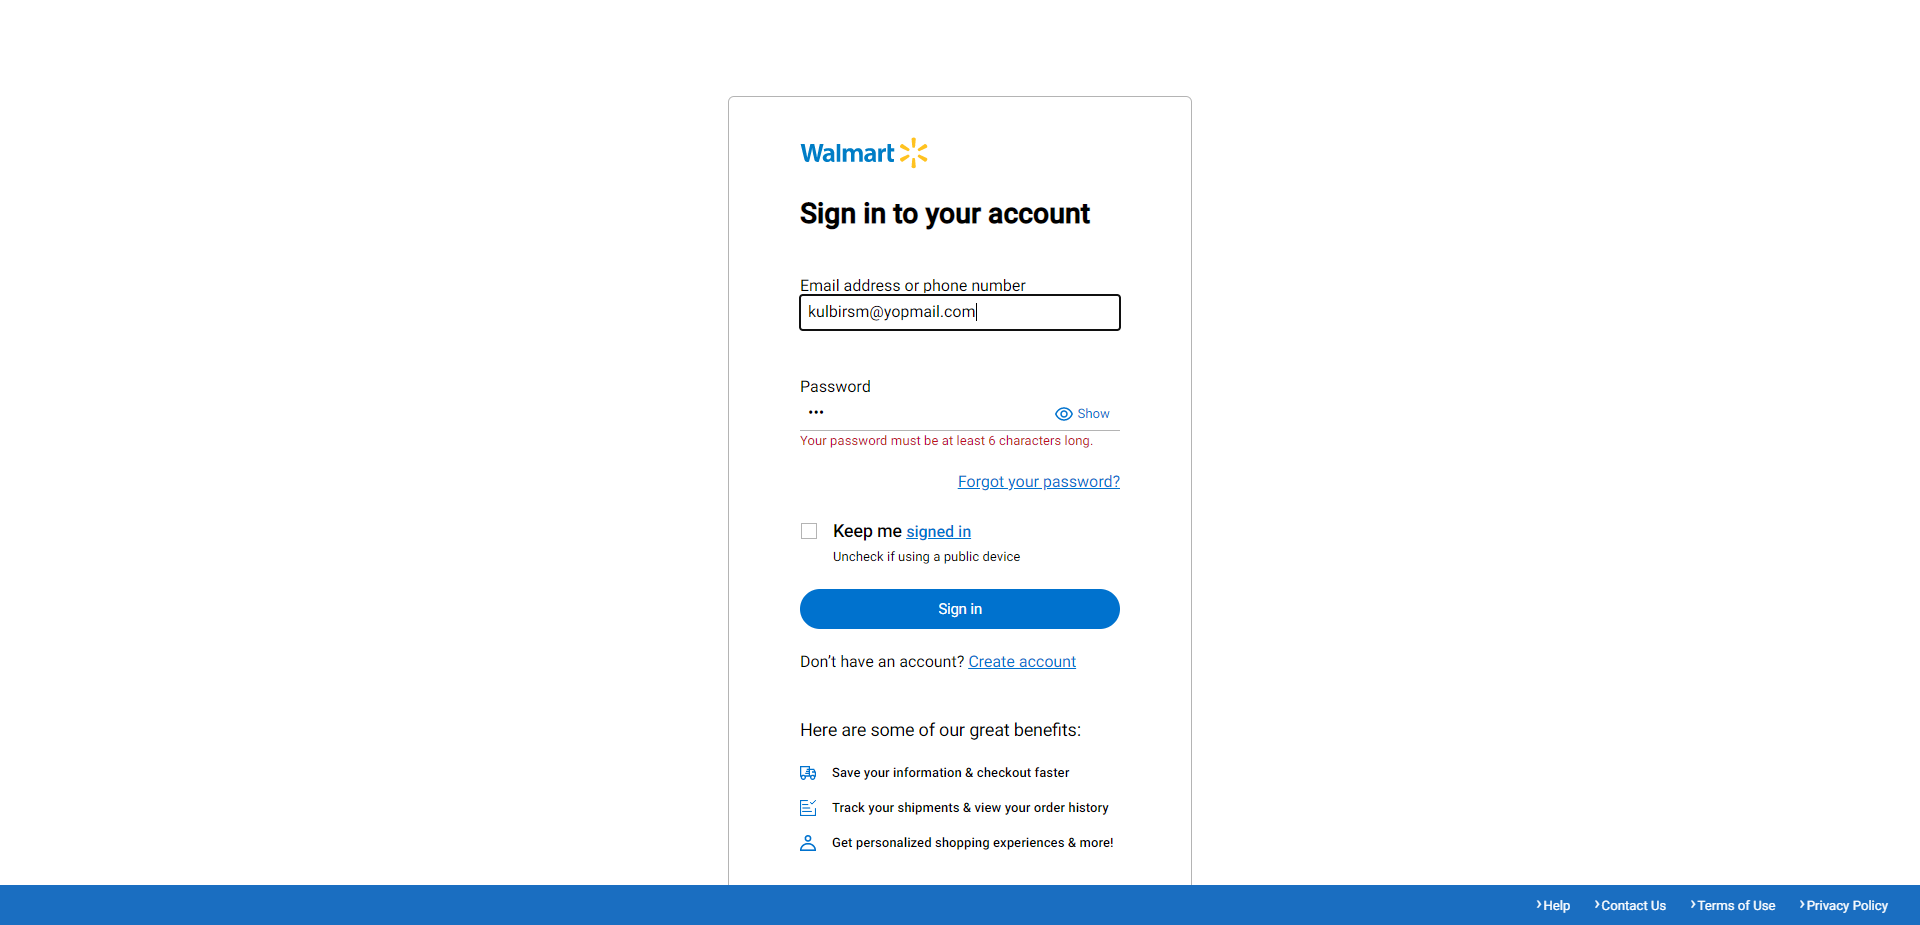 Walmart
Sign in to your account
Email address or phone number
kulbirsm@yopmail.com
Password
•••
Show
Your password must be at least 6 characters long.
Forgot your password?
Keep me signed in
Uncheck if using a public device
Sign in
Don’t have an account? Create account
Here are some of our great benefits:
Save your information & checkout faster
Track your shipments & view your order history
Get personalized shopping experiences & more!
Help Contact Us Terms of Use Privacy Policy